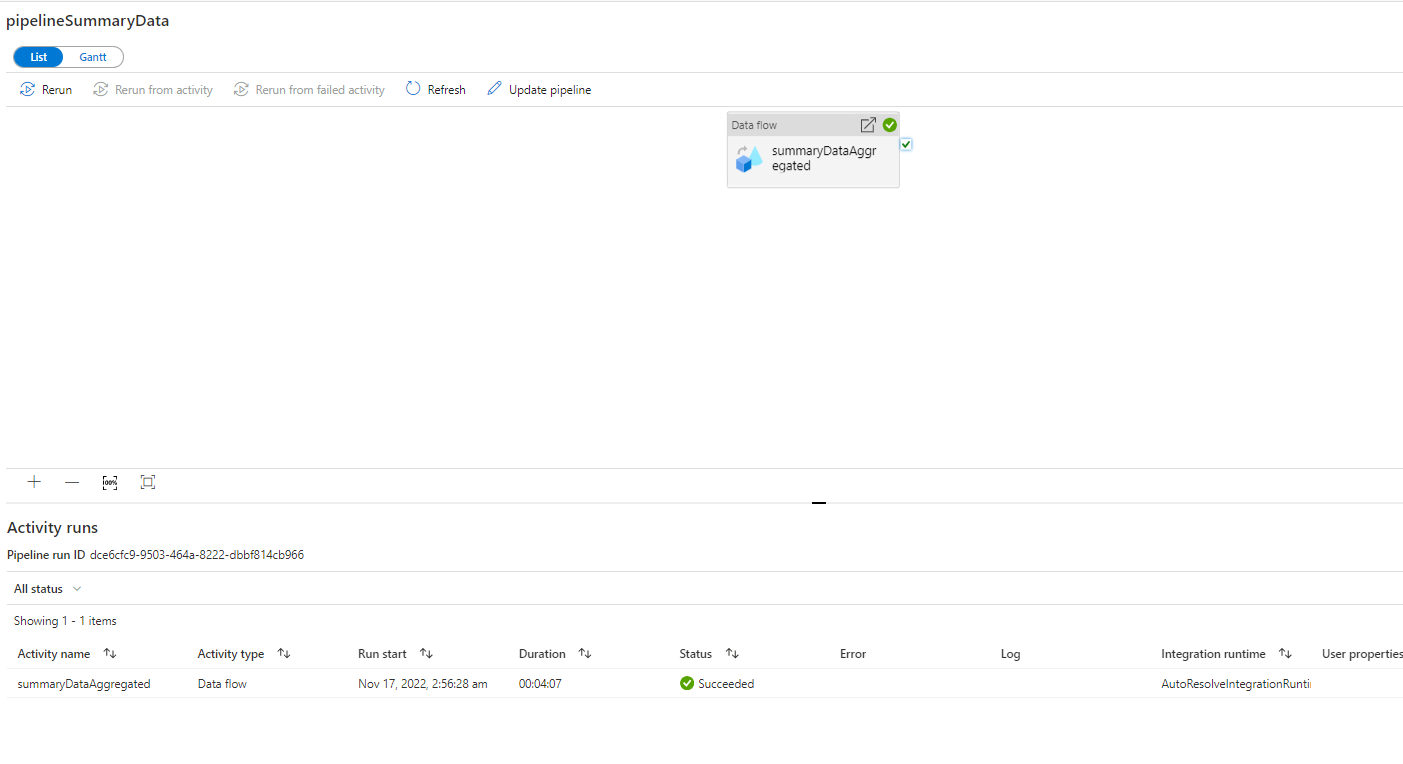 pipelineSummaryData
List Gantt
Rerun Rerun from activity Rerun from failed activity Refresh Update pipeline
Data flow
summaryDataAggr
egated
100%
Activity runs
Pipeline run ID dce6cfc9-9503-464a-8222-dbbf814cb966
All status
Showing 1 - 1 items
Activity name Activity type Run start Duration Status Error Log Integration runtime User properties
summaryDataAggregated Data flow Nov 17, 2022, 2:56:28 am 00:04:07 Succeeded AutoResolveIntegrationRunti